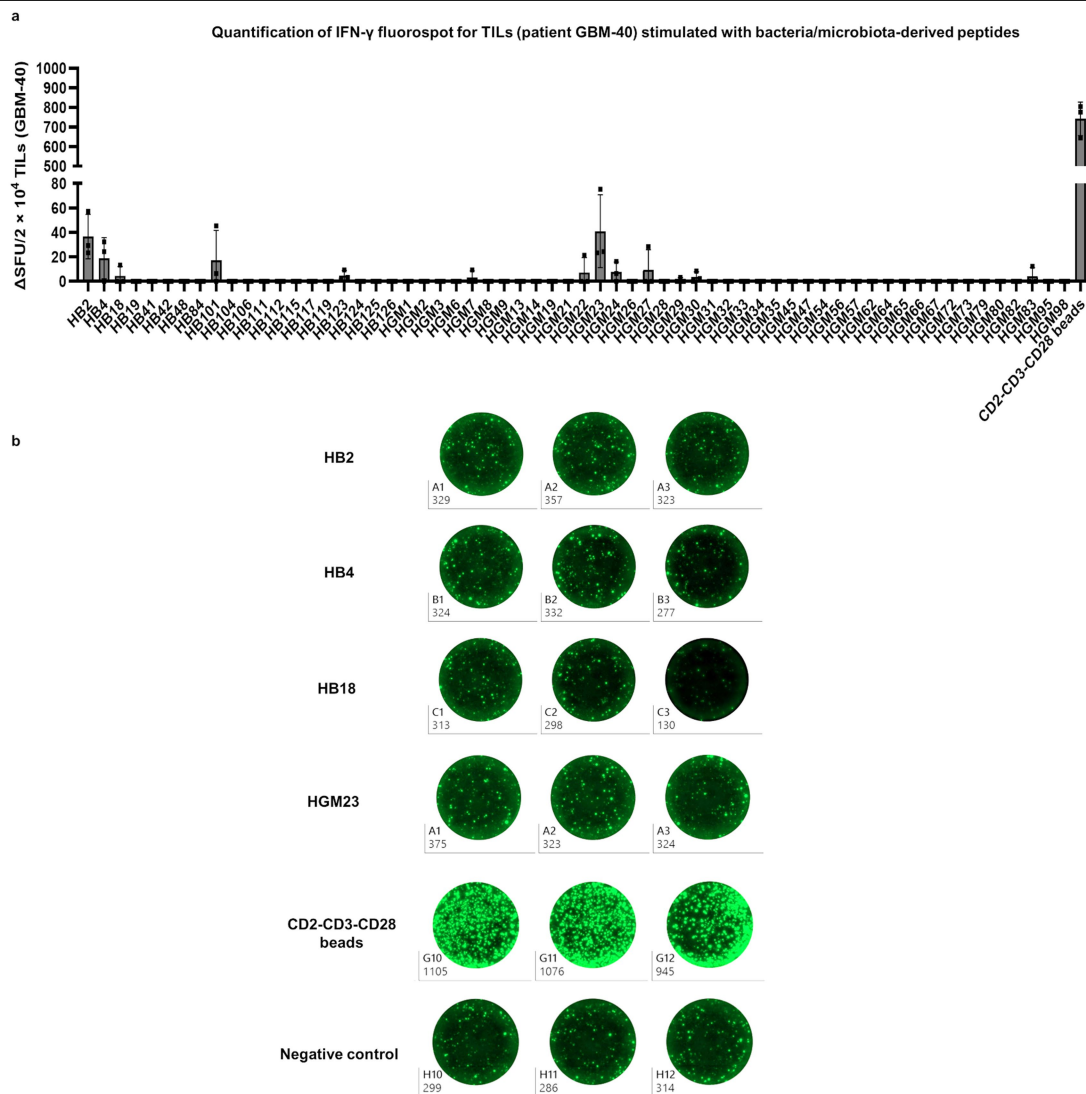 a
Quantification of IFN-γ fluorospot for TILs (patient GBM-40) stimulated with bacteria/microbiota-derived peptides
ΔSFU/2 × 10⁴ TILs (GBM-40)
1000
900
800
700
600
500
80
60
40
20
0
HB2
HB4
HB18
HB19
HB41
HB42
HB48
HB84
HB101
HB104
HB106
HB111
HB112
HB115
HB117
HB119
HB123
HB124
HB125
HB126
HGM1
HGM2
HGM3
HGM6
HGM7
HGM8
HGM9
HGM13
HGM14
HGM19
HGM21
HGM22
HGM23
HGM24
HGM26
HGM27
HGM28
HGM29
HGM30
HGM31
HGM32
HGM33
HGM34
HGM35
HGM45
HGM47
HGM54
HGM56
HGM57
HGM62
HGM64
HGM65
HGM66
HGM67
HGM72
HGM73
HGM79
HGM80
HGM82
HGM83
HGM95
HGM98
CD2-CD3-CD28 beads
b
HB2
A1
329
A2
357
A3
323
HB4
B1
324
B2
332
B3
277
HB18
C1
313
C2
298
C3
130
HGM23
A1
375
A2
323
A3
324
CD2-CD3-CD28
beads
G10
1105
G11
1076
G12
945
Negative control
H10
299
H11
286
H12
314